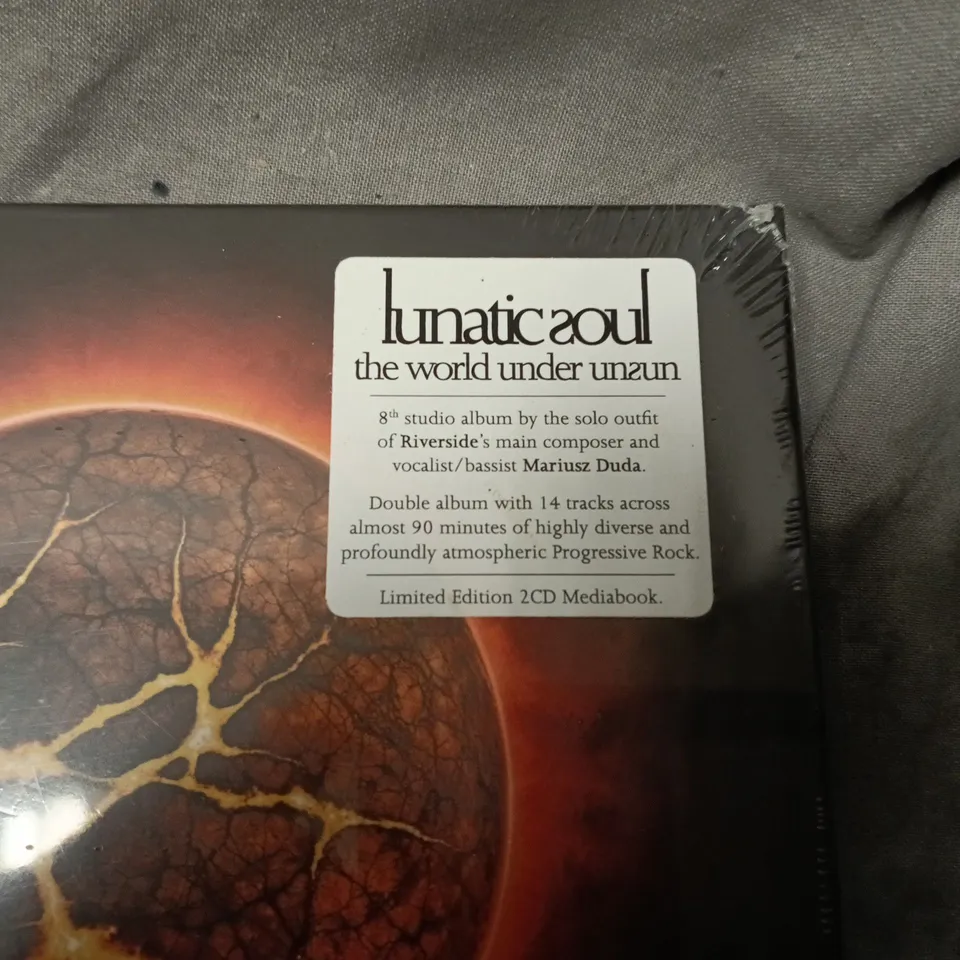 lunatic soul
the world under unsun
8th studio album by the solo outfit
of Riverside's main composer and
vocalist/bassist Mariusz Duda.
Double album with 14 tracks across
almost 90 minutes of highly diverse and
profoundly atmospheric Progressive Rock.
Limited Edition 2CD Mediabook.